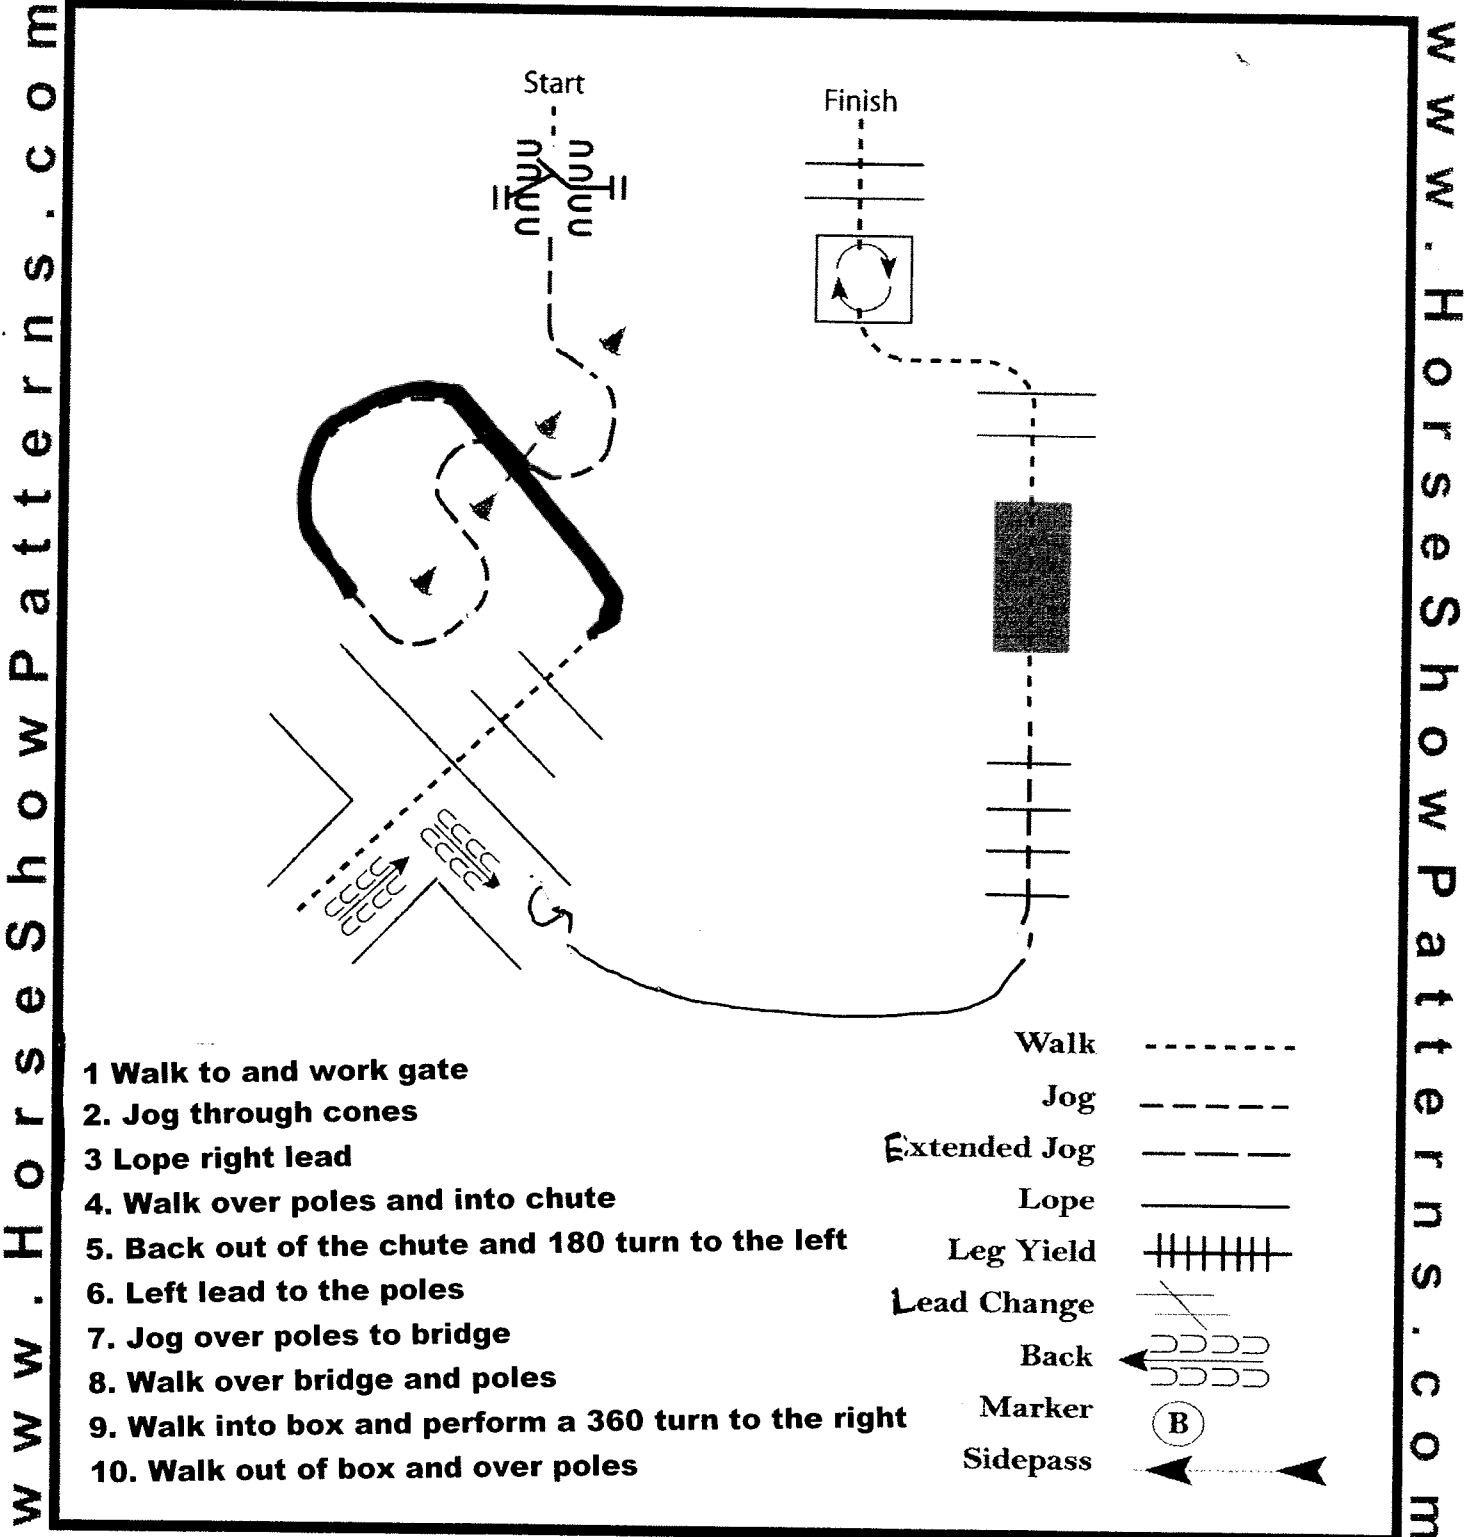 www.HorseShowPatterns.com
www.HorseShowPatterns.com
Start
Finish
1 Walk to and work gate
2. Jog through cones
3 Lope right lead
4. Walk over poles and into chute
5. Back out of the chute and 180 turn to the left
6. Left lead to the poles
7. Jog over poles to bridge
8. Walk over bridge and poles
9. Walk into box and perform a 360 turn to the right
10. Walk out of box and over poles
Walk
Jog
Extended Jog
Lope
Leg Yield
Lead Change
Back
Marker B
Sidepass